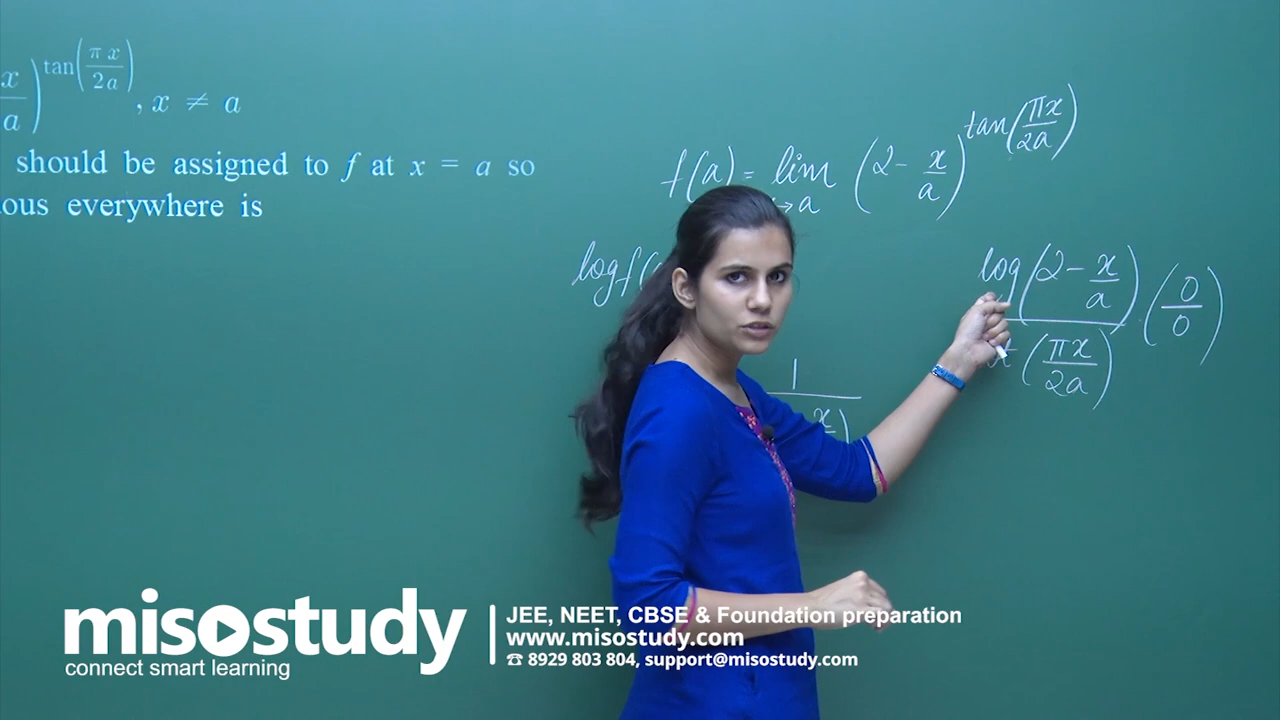 x/a) tan(πx/2a), x ≠ a
should be assigned to f at x = a so
ous everywhere is
f(a) = lim x→a (2 - x/a) tan(πx/2a)
log f(
log(2 - x/a) / t(πx/2a) (0/0)
1
x)
misostudy
connect smart learning
JEE, NEET, CBSE & Foundation preparation
www.misostudy.com
☎ 8929 803 804, support@misostudy.com